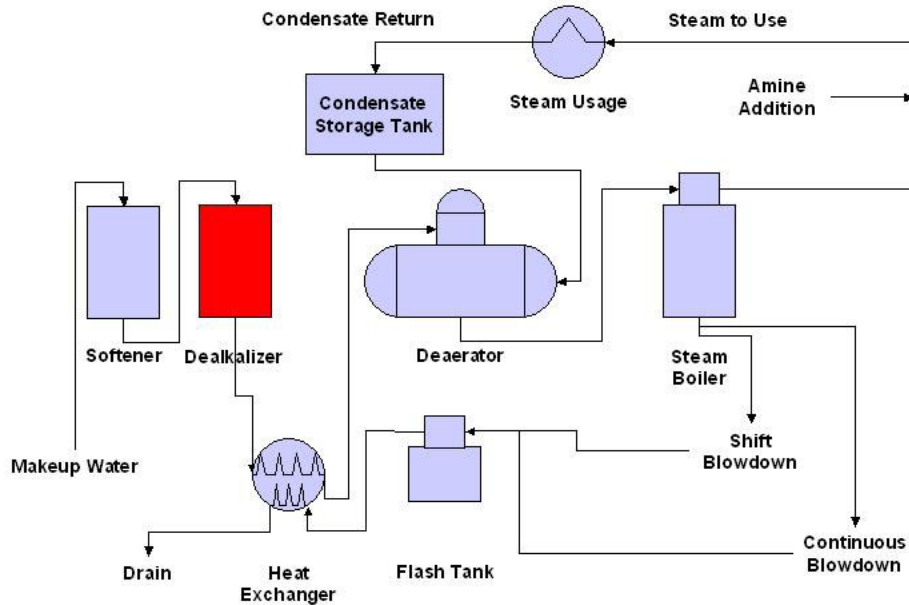 Condensate Return
Steam to Use
Condensate
Storage Tank
Steam Usage
Amine
Addition
Softener
Dealkalizer
Deaerator
Steam
Boiler
Makeup Water
Shift
Blowdown
Drain
Heat
Exchanger
Flash Tank
Continuous
Blowdown